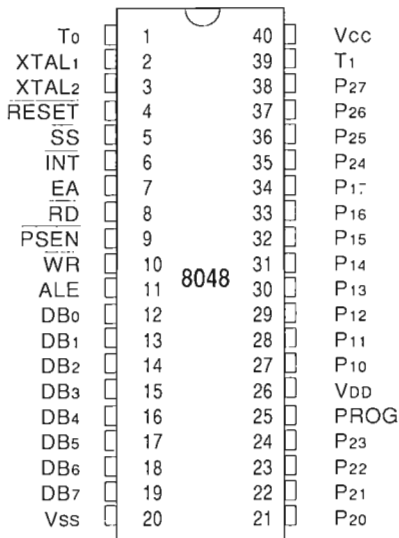 T0 1 40 Vcc
XTAL1 2 39 T1
XTAL2 3 38 P27
RESET 4 37 P26
SS 5 36 P25
INT 6 35 P24
EA 7 34 P17
RD 8 33 P16
PSEN 9 32 P15
WR 10 31 P14
ALE 11 8048 30 P13
DB0 12 29 P12
DB1 13 28 P11
DB2 14 27 P10
DB3 15 26 VDD
DB4 16 25 PROG
DB5 17 24 P23
DB6 18 23 P22
DB7 19 22 P21
Vss 20 21 P20